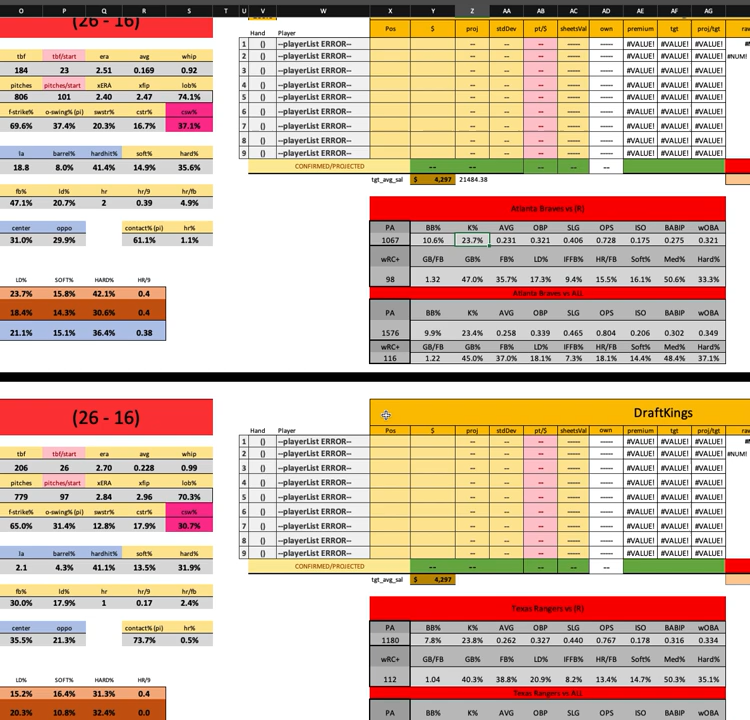 O P Q R S T U V W X Y Z AA AB AC AD AE AF AG
(26 - 16)
Hand Player Pos $ proj stdDev pt/$ sheetsVal own premium tgt proj/tgt
tbf tbf/start era avg whip
184 23 2.51 0.169 0.92
pitches pitches/start xERA xfip lob%
806 101 2.40 2.47 74.1%
f-strike% o-swing% (pi) swstr% cstr% csw%
69.6% 37.4% 20.3% 16.7% 37.1%
la barrel% hardhit% soft% hard%
18.8 8.0% 41.4% 14.9% 35.6%
fb% ld% hr hr/9 hr/fb
47.1% 20.7% 2 0.39 4.9%
center oppo contact% (pi) hr%
31.0% 29.9% 61.1% 1.1%
LD% SOFT% HARD% HR/9
23.7% 15.8% 42.1% 0.4
18.4% 14.3% 30.6% 0.4
21.1% 15.1% 36.4% 0.38
1 () --playerList ERROR-- -- -- -- ----- ----- #VALUE! #VALUE! #VALUE!
2 () --playerList ERROR-- -- -- -- ----- ----- #VALUE! #VALUE! #VALUE! #NUM!
3 () --playerList ERROR-- -- -- -- ----- ----- #VALUE! #VALUE! #VALUE!
4 () --playerList ERROR-- -- -- -- ----- ----- #VALUE! #VALUE! #VALUE!
5 () --playerList ERROR-- -- -- -- ----- ----- #VALUE! #VALUE! #VALUE!
6 () --playerList ERROR-- -- -- -- ----- ----- #VALUE! #VALUE! #VALUE!
7 () --playerList ERROR-- -- -- -- ----- ----- #VALUE! #VALUE! #VALUE!
8 () --playerList ERROR-- -- -- -- ----- ----- #VALUE! #VALUE! #VALUE!
9 () --playerList ERROR-- -- -- -- ----- ----- #VALUE! #VALUE! #VALUE!
CONFIRMED/PROJECTED -- -- -- -- -- --
tgt_avg_sal $ 4,297 21484.38
Atlanta Braves vs (R)
PA BB% K% AVG OBP SLG OPS ISO BABIP wOBA
1067 10.6% 23.7% 0.231 0.321 0.406 0.728 0.175 0.275 0.321
wRC+ GB/FB GB% FB% LD% IFFB% HR/FB Soft% Med% Hard%
98 1.32 47.0% 35.7% 17.3% 9.4% 15.5% 16.1% 50.6% 33.3%
Atlanta Braves vs ALL
PA BB% K% AVG OBP SLG OPS ISO BABIP wOBA
1576 9.9% 23.4% 0.258 0.339 0.465 0.804 0.206 0.302 0.349
wRC+ GB/FB GB% FB% LD% IFFB% HR/FB Soft% Med% Hard%
116 1.22 45.0% 37.0% 18.1% 7.3% 18.1% 14.4% 48.4% 37.1%
(26 - 16)
DraftKings
Hand Player Pos $ proj stdDev pt/$ sheetsVal own premium tgt proj/tgt
tbf tbf/start era avg whip
206 26 2.70 0.228 0.99
pitches pitches/start xERA xfip lob%
779 97 2.84 2.96 70.3%
f-strike% o-swing% (pi) swstr% cstr% csw%
65.0% 31.4% 12.8% 17.9% 30.7%
la barrel% hardhit% soft% hard%
2.1 4.3% 41.1% 13.5% 31.9%
fb% ld% hr hr/9 hr/fb
30.0% 17.9% 1 0.17 2.4%
center oppo contact% (pi) hr%
35.5% 21.3% 73.7% 0.5%
LD% SOFT% HARD% HR/9
15.2% 16.4% 31.3% 0.4
20.3% 10.8% 32.4% 0.0
1 () --playerList ERROR-- -- -- -- ----- ----- #VALUE! #VALUE! #VALUE!
2 () --playerList ERROR-- -- -- -- ----- ----- #VALUE! #VALUE! #VALUE! #NUM!
3 () --playerList ERROR-- -- -- -- ----- ----- #VALUE! #VALUE! #VALUE!
4 () --playerList ERROR-- -- -- -- ----- ----- #VALUE! #VALUE! #VALUE!
5 () --playerList ERROR-- -- -- -- ----- ----- #VALUE! #VALUE! #VALUE!
6 () --playerList ERROR-- -- -- -- ----- ----- #VALUE! #VALUE! #VALUE!
7 () --playerList ERROR-- -- -- -- ----- ----- #VALUE! #VALUE! #VALUE!
8 () --playerList ERROR-- -- -- -- ----- ----- #VALUE! #VALUE! #VALUE!
9 () --playerList ERROR-- -- -- -- ----- ----- #VALUE! #VALUE! #VALUE!
CONFIRMED/PROJECTED -- -- -- -- -- --
tgt_avg_sal $ 4,297
Texas Rangers vs (R)
PA BB% K% AVG OBP SLG OPS ISO BABIP wOBA
1180 7.8% 23.8% 0.262 0.327 0.440 0.767 0.178 0.316 0.334
wRC+ GB/FB GB% FB% LD% IFFB% HR/FB Soft% Med% Hard%
112 1.04 40.3% 38.8% 20.9% 8.2% 13.4% 14.7% 50.3% 35.1%
Texas Rangers vs ALL
PA BB% K% AVG OBP SLG OPS ISO BABIP wOBA